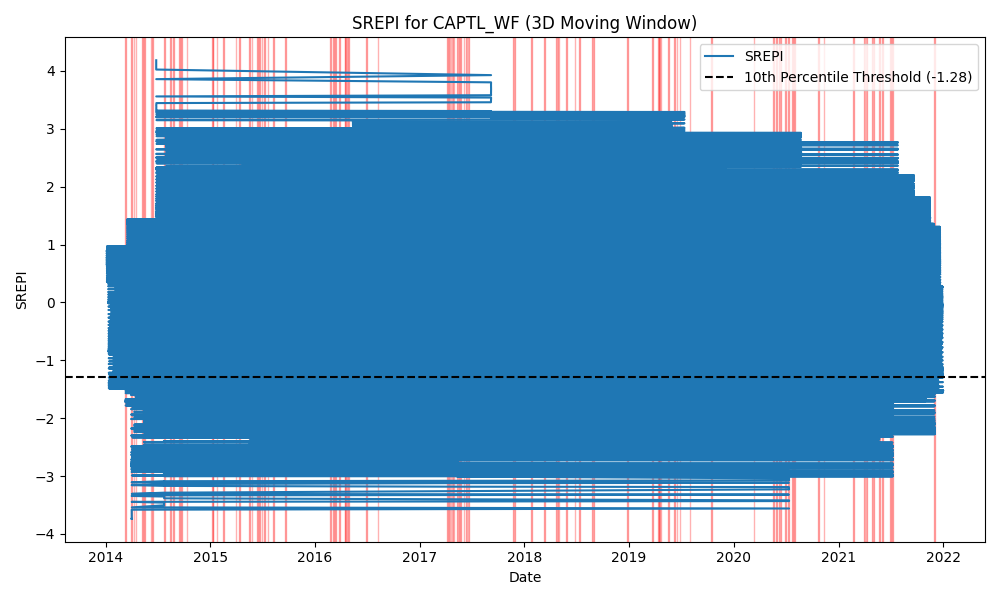 SREPI for CAPTL_WF (3D Moving Window)
SREPI
10th Percentile Threshold (-1.28)
4
3
2
1
0
−1
−2
−3
−4
SREPI
2014 2015 2016 2017 2018 2019 2020 2021 2022
Date